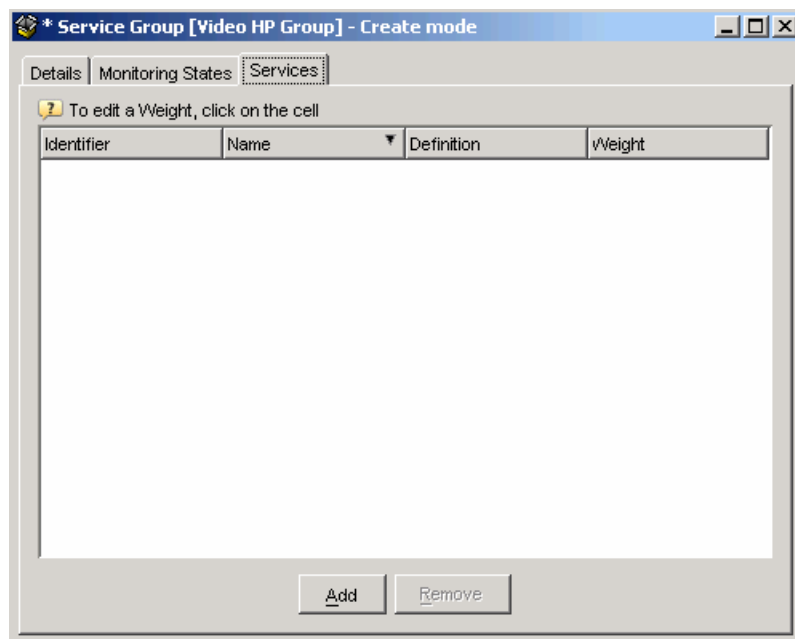 * Service Group [Video HP Group] - Create mode
Details Monitoring States Services
To edit a Weight, click on the cell
Identifier Name Definition Weight
Add Remove